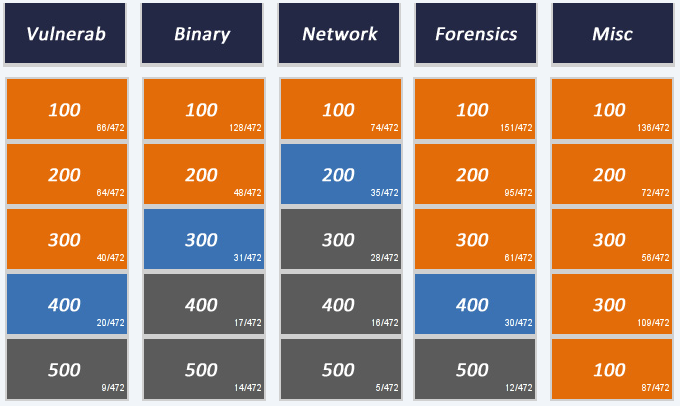 Vulnerab Binary Network Forensics Misc
100 100 100 100 100
66/472 128/472 74/472 151/472 136/472
200 200 200 200 200
64/472 48/472 35/472 95/472 72/472
300 300 300 300 300
40/472 31/472 28/472 61/472 56/472
400 400 400 400 300
20/472 17/472 16/472 30/472 109/472
500 500 500 500 100
9/472 14/472 5/472 12/472 87/472